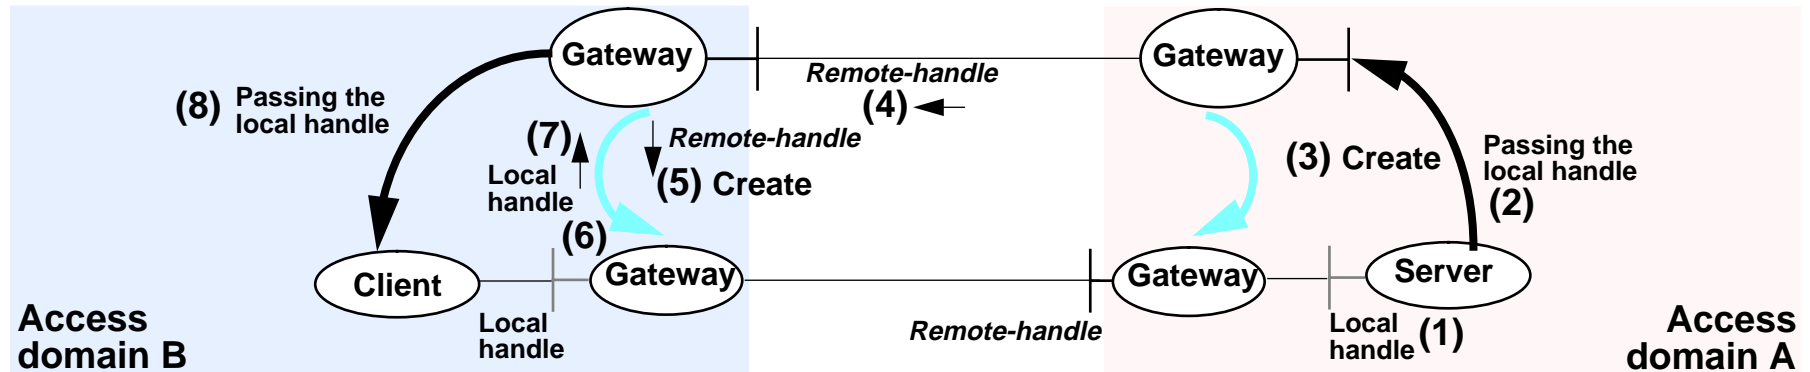 Gateway
Gateway
Remote-handle
(4)
(8)
Passing the
local handle
(7)
Remote-handle
Local
handle
(5) Create
(6)
(3) Create
Passing the
local handle
(2)
Client
Gateway
Gateway
Server
Access
domain B
Local
handle
Remote-handle
Local
handle
(1)
Access
domain A